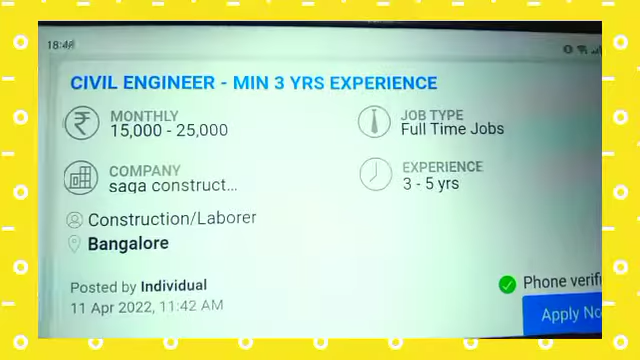 18:48
CIVIL ENGINEER - MIN 3 YRS EXPERIENCE
MONTHLY
15,000 - 25,000
JOB TYPE
Full Time Jobs
COMPANY
saga construct...
EXPERIENCE
3 - 5 yrs
Construction/Laborer
Bangalore
Posted by Individual
11 Apr 2022, 11:42 AM
Phone verif
Apply No